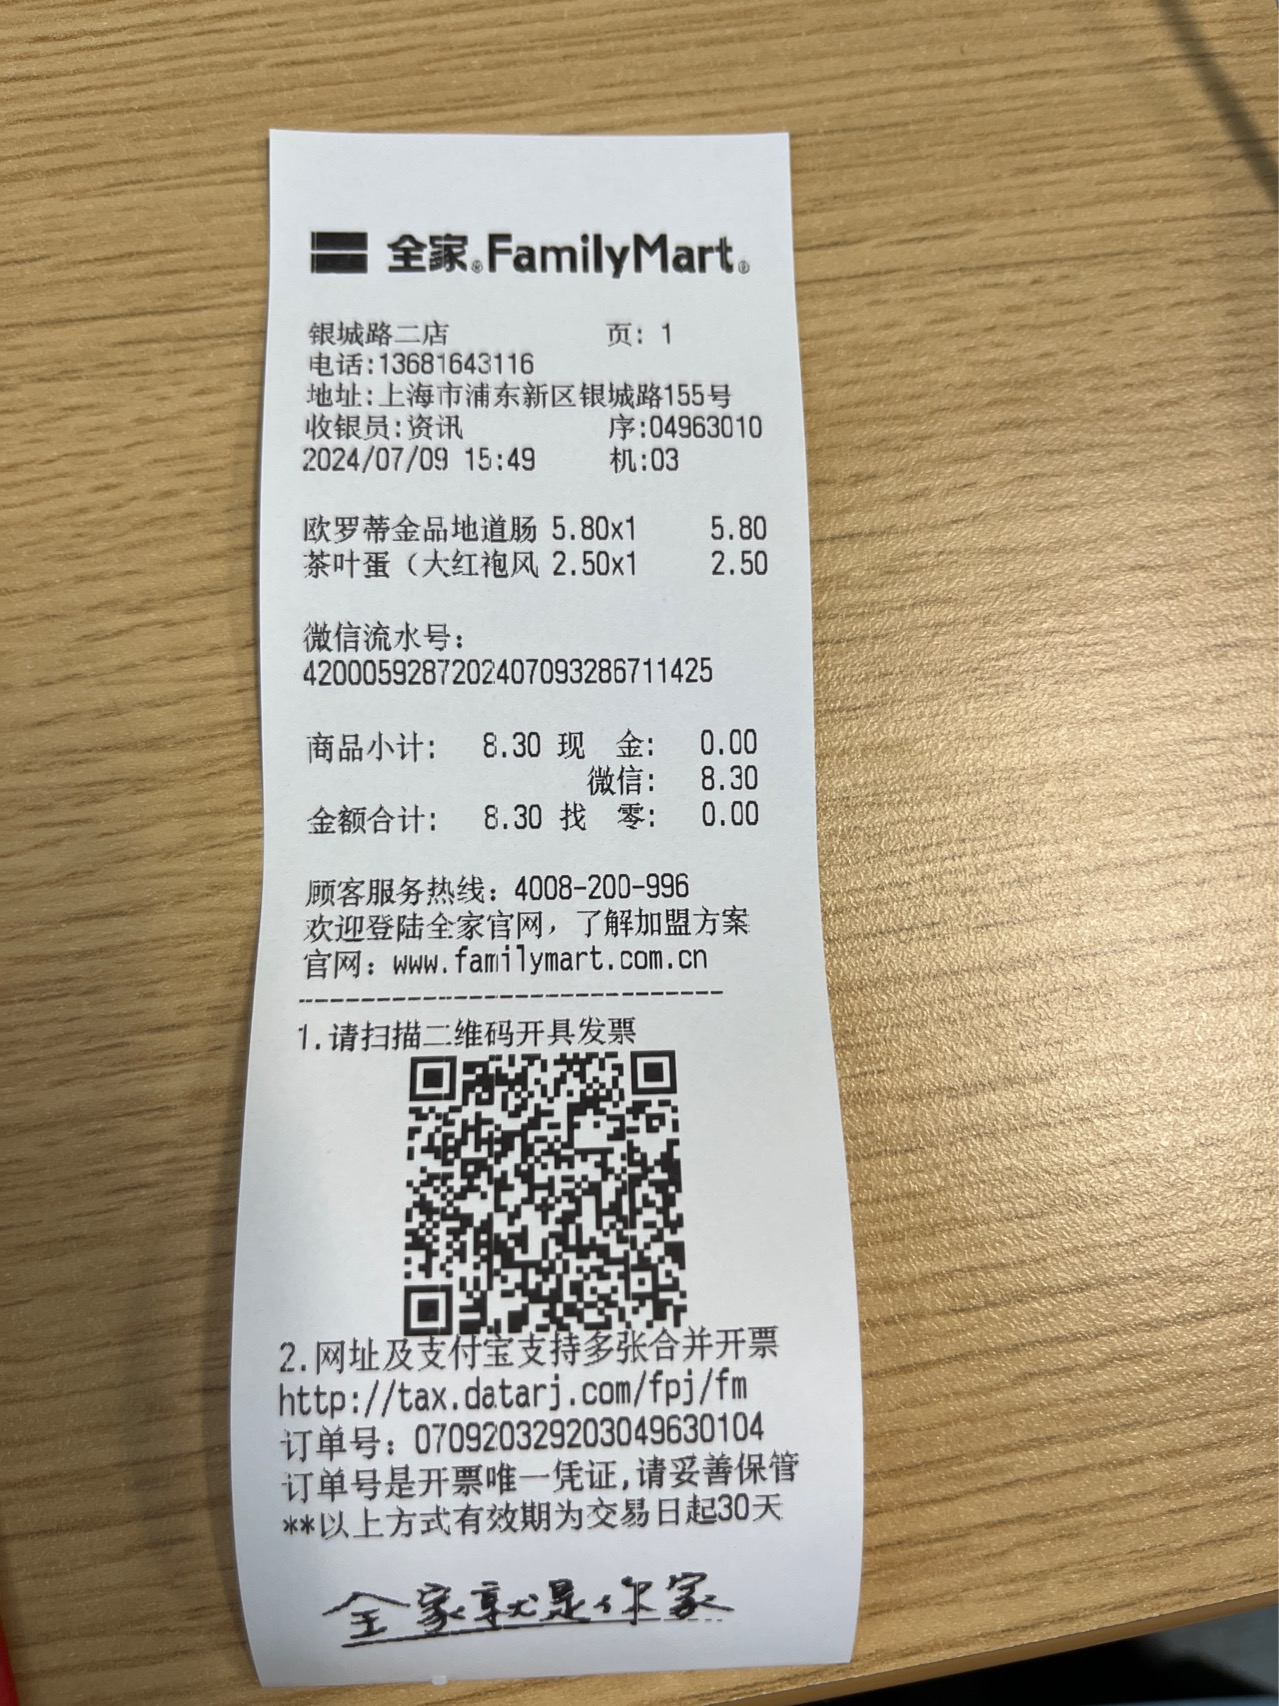 全家®FamilyMart®
银城路二店 页: 1
电话:13681643116
地址:上海市浦东新区银城路155号
收银员:资讯 序:04963010
2024/07/09 15:49 机:03
欧罗蒂金品地道肠 5.80x1 5.80
茶叶蛋（大红袍风 2.50x1 2.50
微信流水号:
4200059287202407093286711425
商品小计: 8.30 现 金: 0.00
微信: 8.30
金额合计: 8.30 找 零: 0.00
顾客服务热线: 4008-200-996
欢迎登陆全家官网, 了解加盟方案
官网: www.familymart.com.cn
------------------------------
1.请扫描二维码开具发票
2.网址及支付宝支持多张合并开票
http://tax.datarj.com/fpj/fm
订单号: 070920329203049630104
订单号是开票唯一凭证,请妥善保管
**以上方式有效期为交易日起30天
全家就是你家